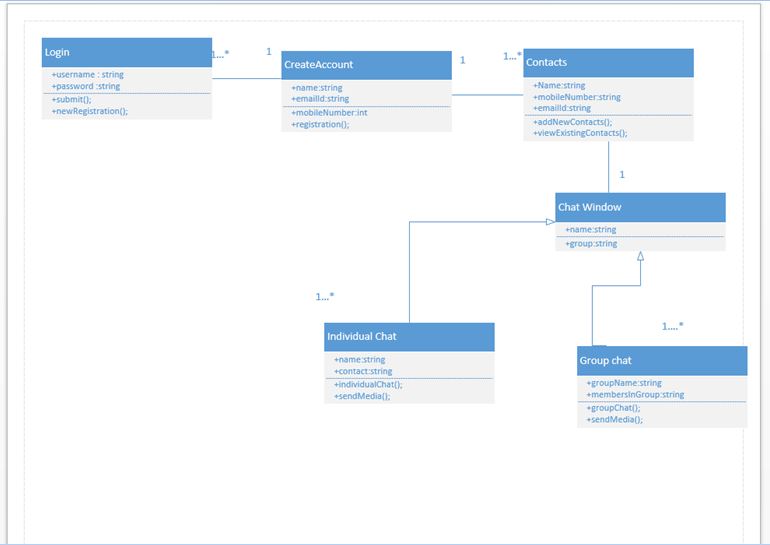 Login
1...*
1
+username : string
+password :string
+submit();
+newRegistration();
CreateAccount
1
1...*
+name:string
+emailId:string
+mobileNumber:int
+registration();
Contacts
+Name:string
+mobileNumber:string
+emailId:string
+addNewContacts();
+viewExistingContacts();
1
Chat Window
+name:string
+group:string
1...*
Individual Chat
+name:string
+contact:string
+individualChat();
+sendMedia();
1....*
Group chat
+groupName:string
+membersInGroup:string
+groupChat();
+sendMedia();